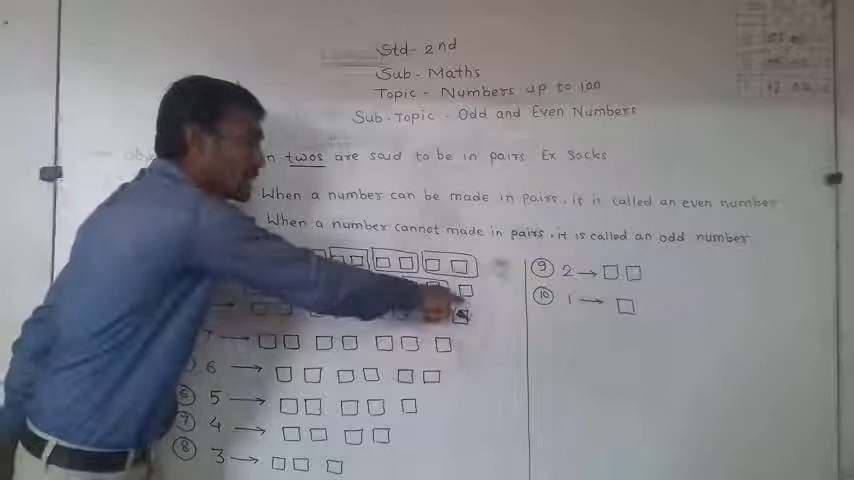 Std- 2nd
Sub - Maths
Topic - Numbers up to 100
Sub-Topic - Odd and Even Numbers
n twos are said to be in pairs Ex Socks
When a number can be made in pairs, it is called an even number
When a number cannot made in pairs, it is called an odd number
7 →
6 →
6 5 →
7 4 →
8 3 →
9 2 →
10 1 →